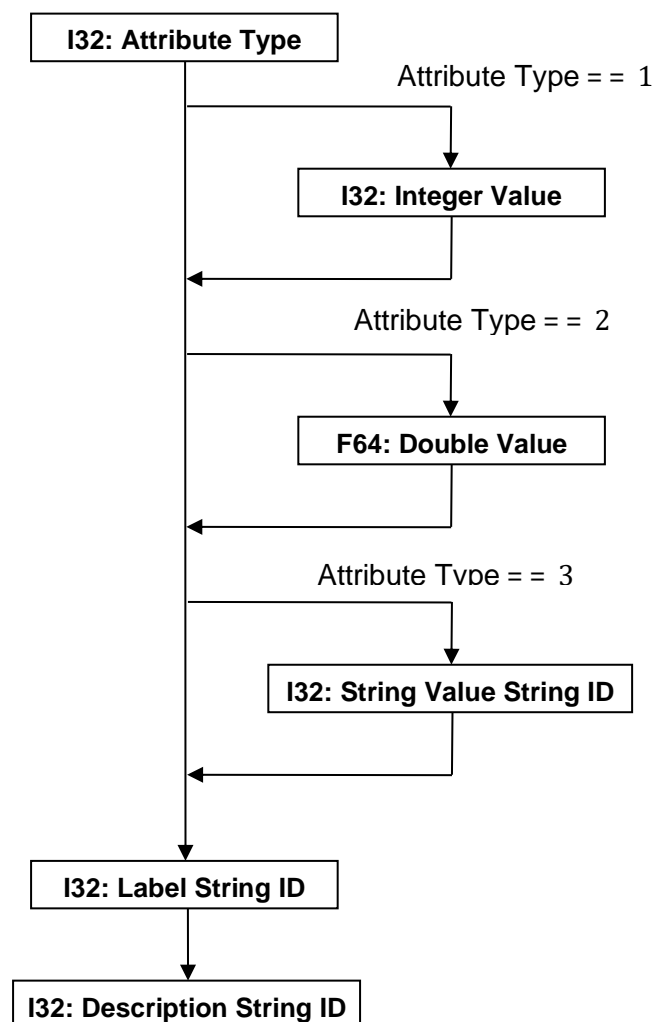 I32: Attribute Type
Attribute Type = = 1
I32: Integer Value
Attribute Type = = 2
F64: Double Value
Attribute Type = = 3
I32: String Value String ID
I32: Label String ID
I32: Description String ID